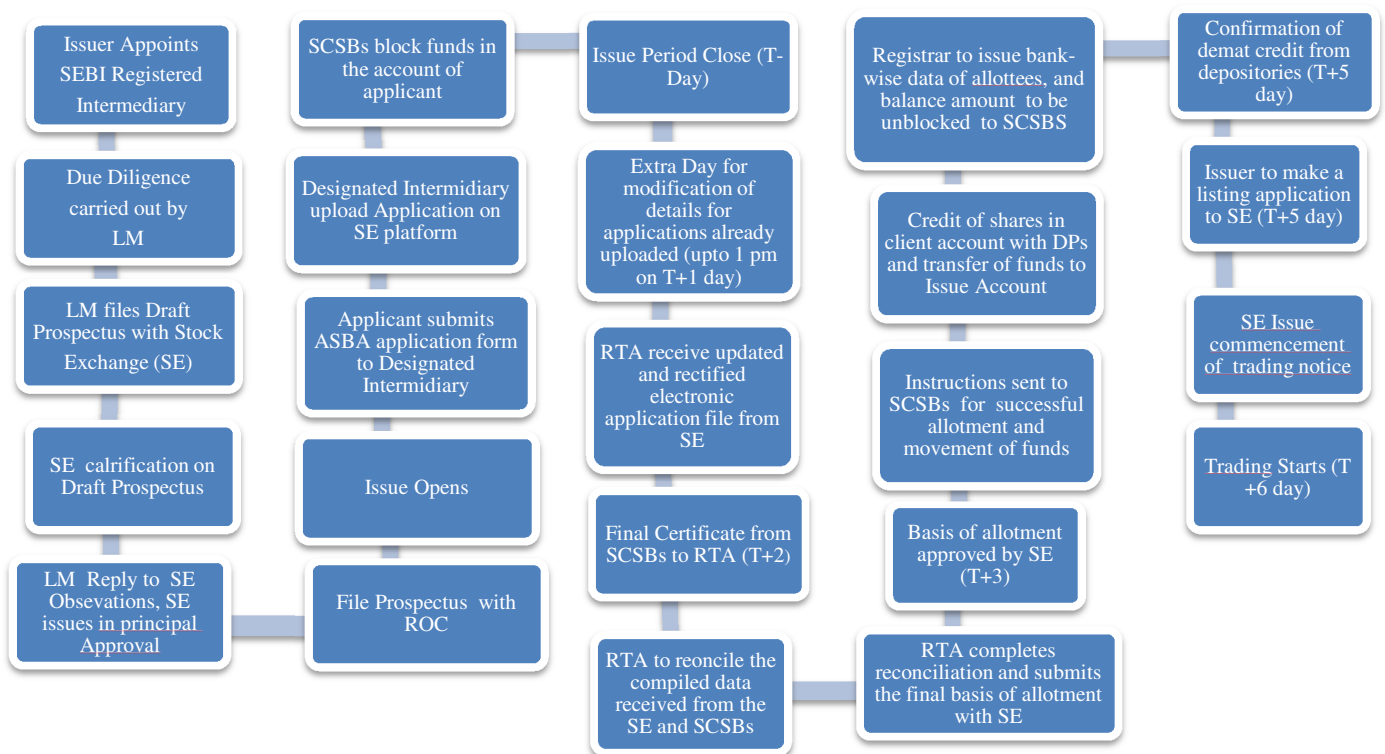 Issuer Appoints
SEBI Registered
Intermediary
Due Diligence
carried out by
LM
LM files Draft
Prospectus with Stock
Exchange (SE)
SE calrification on
Draft Prospectus
LM Reply to SE
Obsevations, SE
issues in principal
Approval
File Prospectus with
ROC
Issue Opens
Applicant submits
ASBA application form
to Designated
Intermidiary
Designated Intermidiary
upload Application on
SE platform
SCSBs block funds in
the account of
applicant
Issue Period Close (T-
Day)
Extra Day for
modification of
details for
applications already
uploaded (upto 1 pm
on T+1 day)
RTA receive updated
and rectified
electronic
application file from
SE
Final Certificate from
SCSBs to RTA (T+2)
RTA to reoncile the
compiled data
received from the
SE and SCSBs
RTA completes
reconciliation and submits
the final basis of allotment
with SE
Basis of allotment
approved by SE
(T+3)
Instructions sent to
SCSBs for successful
allotment and
movement of funds
Credit of shares in
client account with DPs
and transfer of funds to
Issue Account
Registrar to issue bank-
wise data of allottees, and
balance amount to be
unblocked to SCSBS
Confirmation of
demat credit from
depositories (T+5
day)
Issuer to make a
listing application
to SE (T+5 day)
SE Issue
commencement
of trading notice
Trading Starts (T
+6 day)